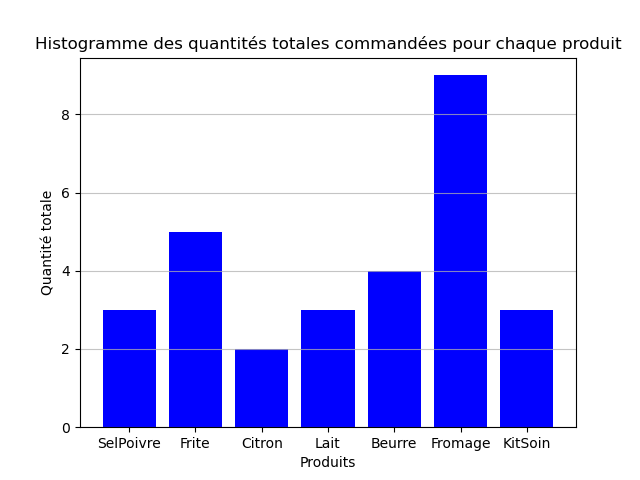 Histogramme des quantités totales commandées pour chaque produit
Quantité totale
8
6
4
2
0
SelPoivre Frite Citron Lait Beurre Fromage KitSoin
Produits